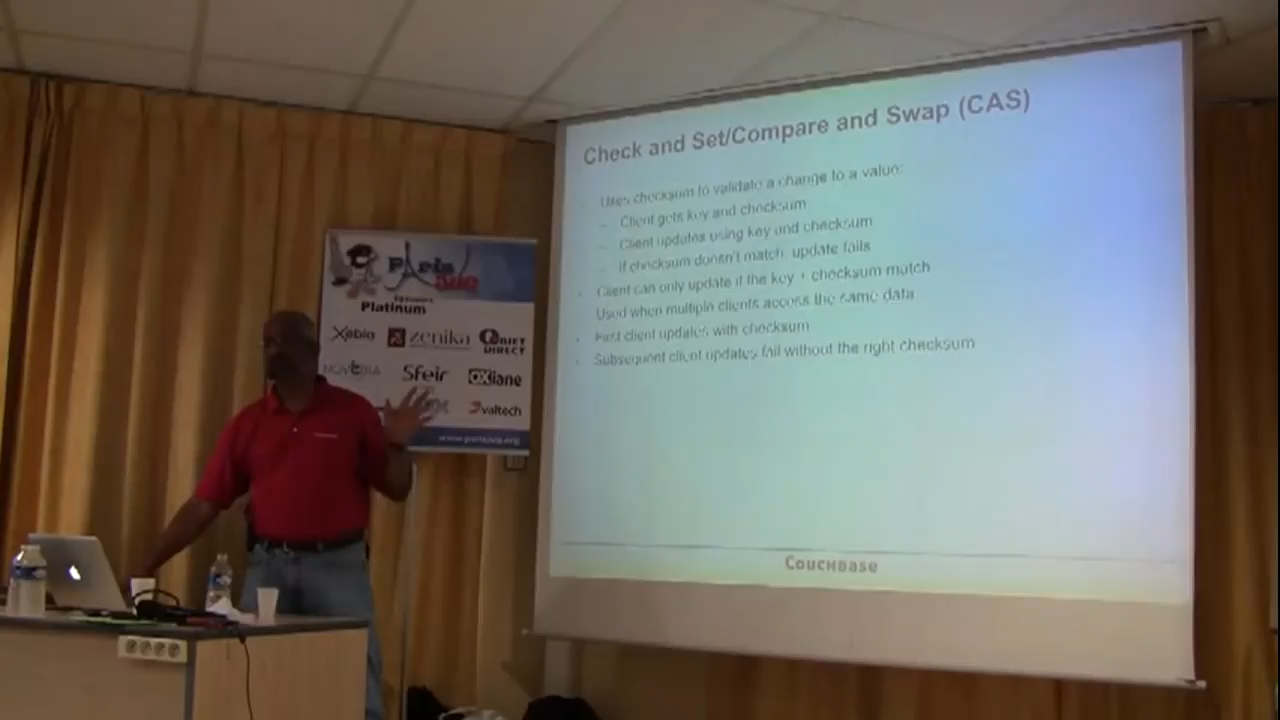 Check and Set/Compare and Swap (CAS)
Uses checksum to validate a change to a value:
– Client gets key and checksum
– Client updates using key and checksum
– If checksum doesn't match, update fails
Client can only update if the key + checksum match
Used when multiple clients access the same data
First client updates with checksum
Subsequent client updates fail without the right checksum
Couchbase
Paris
JUG
Platinum
Xebia
zenika
OBJET
DIRECT
Sfeir
oxiane
valtech
www.parisjug.org